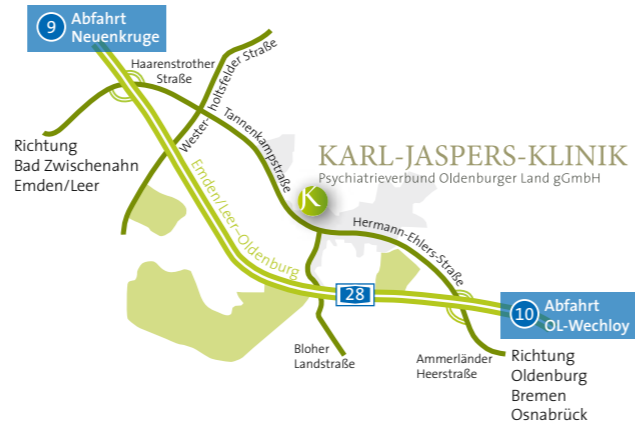 9
Abfahrt
Neuenkruge
Haarenstrother
Straße
Wester-
holtsfelder Straße
Tannenkampstraße
Richtung
Bad Zwischenahn
Emden/Leer
KARL-JASPERS-KLINIK
Psychiatrieverbund Oldenburger Land gGmbH
K
Emden/Leer–Oldenburg
Hermann-Ehlers-Straße
28
10
Abfahrt
OL-Wechloy
Bloher
Landstraße
Ammerländer
Heerstraße
Richtung
Oldenburg
Bremen
Osnabrück